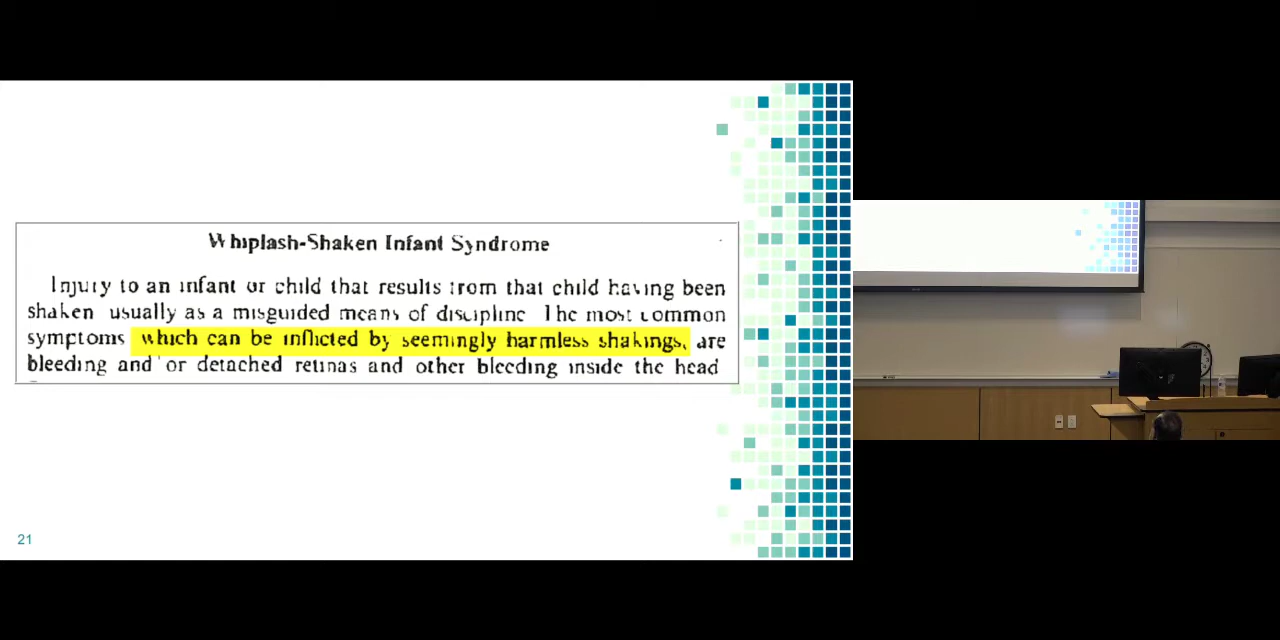 Whiplash-Shaken Infant Syndrome
Injury to an infant or child that results from that child having been
shaken usually as a misguided means of discipline The most common
symptoms which can be inflicted by seemingly harmless shakings, are
bleeding and or detached retinas and other bleeding inside the head
21